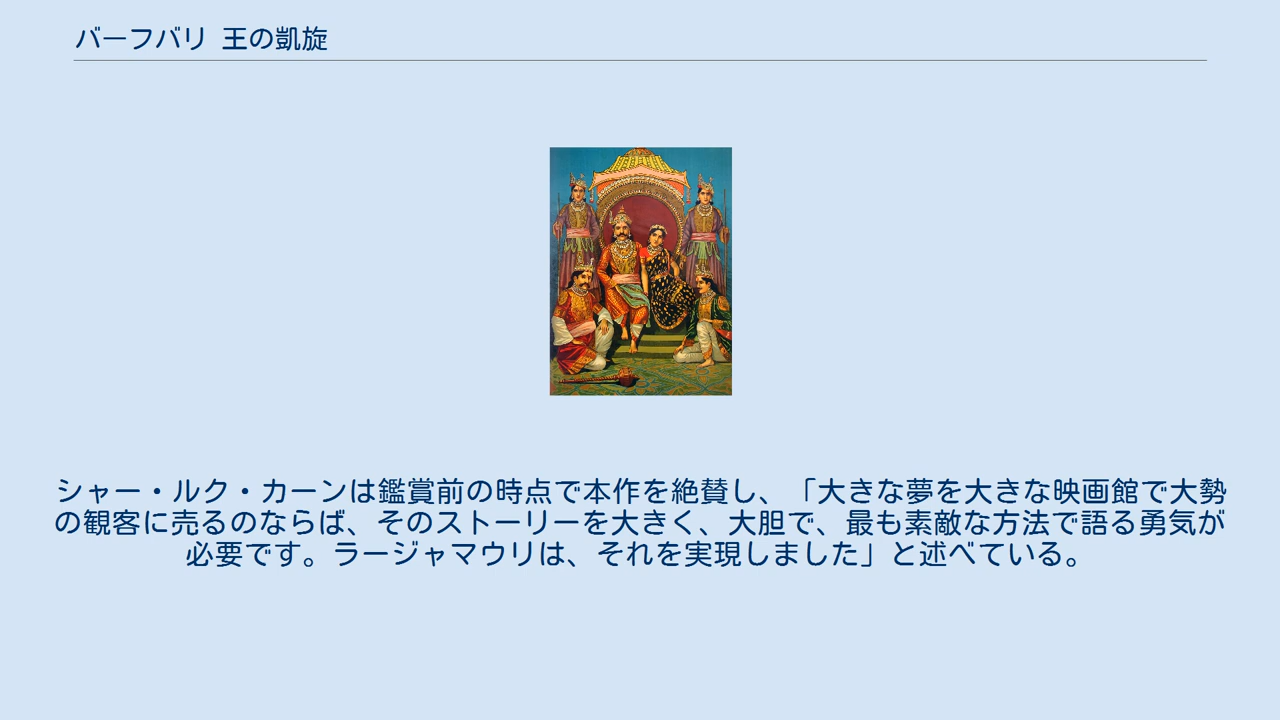 バーフバリ 王の凱旋
シャー・ルク・カーンは鑑賞前の時点で本作を絶賛し、「大きな夢を大きな映画館で大勢
の観客に売るのならば、そのストーリーを大きく、大胆で、最も素敵な方法で語る勇気が
必要です。ラージャマウリは、それを実現しました」と述べている。